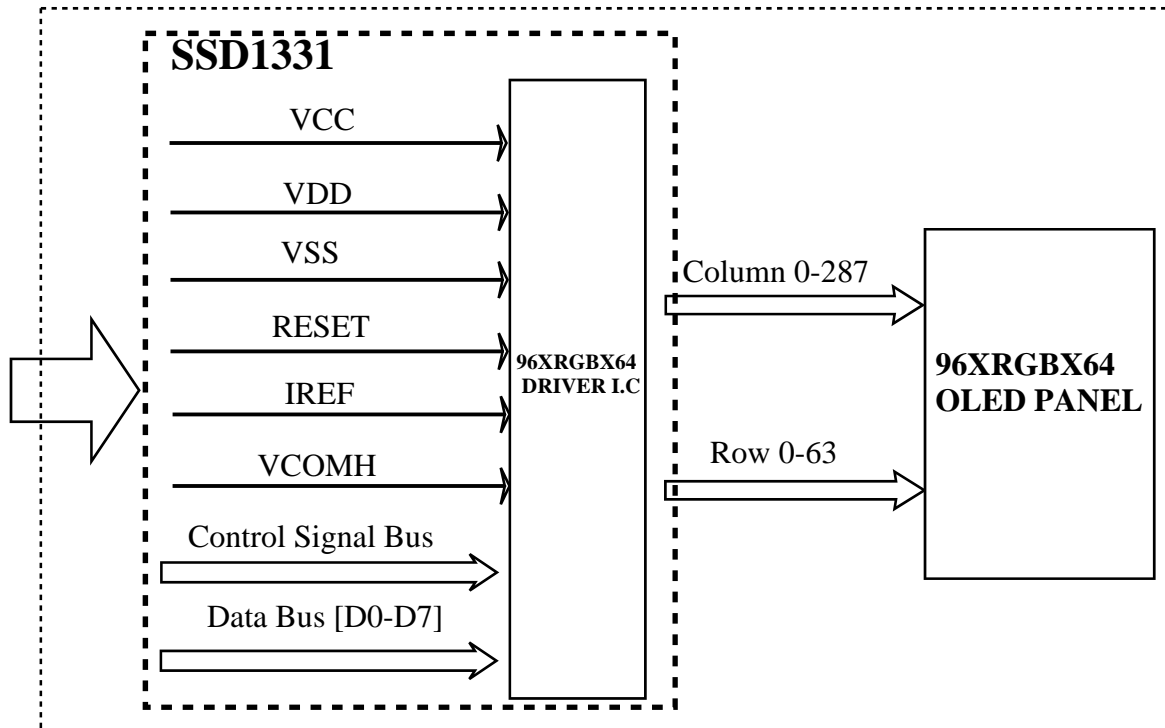 SSD1331
VCC
VDD
VSS
RESET
IREF
VCOMH
Control Signal Bus
Data Bus [D0-D7]
96XRGBX64
DRIVER I.C
Column 0-287
Row 0-63
96XRGBX64
OLED PANEL